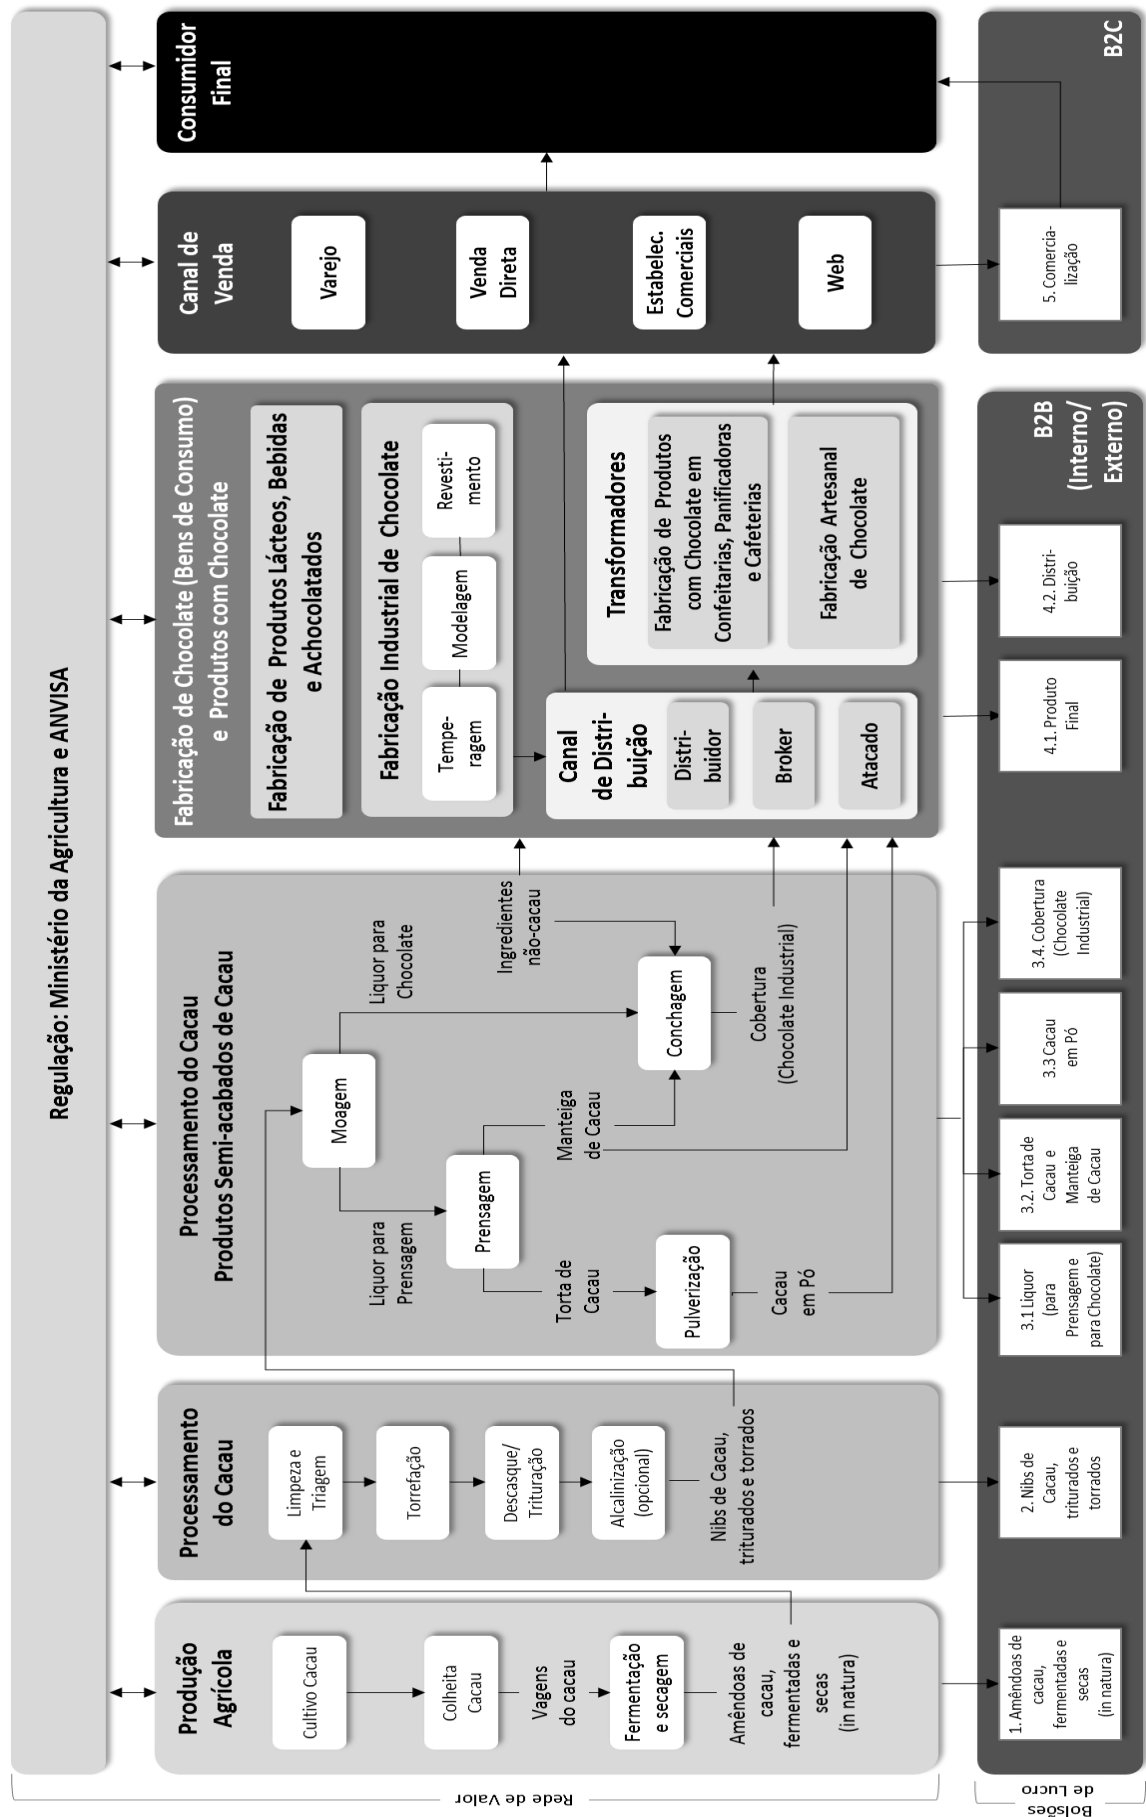 Regulação: Ministério da Agricultura e ANVISA
Rede de Valor
Produção
Agrícola
Cultivo Cacau
Colheita
Cacau
Vagens
do cacau
Fermentação
e secagem
Amêndoas de
cacau,
fermentadas e
secas
(in natura)
Processamento
do Cacau
Limpeza e
Triagem
Torrefação
Descasque/
Trituração
Alcalinização
(opcional)
Nibs de Cacau,
triturados e torrados
Processamento do Cacau
Produtos Semi-acabados de Cacau
Moagem
Liquor para
Prensagem
Liquor para
Chocolate
Prensagem
Torta de
Cacau
Manteiga
de Cacau
Ingredientes
não-cacau
Pulverização
Conchagem
Cacau
em Pó
Cobertura
(Chocolate Industrial)
Fabricação de Chocolate (Bens de Consumo)
e Produtos com Chocolate
Fabricação de Produtos Lácteos, Bebidas
e Achocolatados
Fabricação Industrial de Chocolate
Tempe-
ragem
Modelagem
Revesti-
mento
Canal
de Distri-
buição
Distri-
buidor
Broker
Atacado
Transformadores
Fabricação de Produtos
com Chocolate em
Confeitarias, Panificadoras
e Cafeterias
Fabricação Artesanal
de Chocolate
Canal de
Venda
Varejo
Venda
Direta
Estabelec.
Comerciais
Web
Consumidor
Final
Bolsões
de Lucro
1. Amêndoas de
cacau,
fermentadas e
secas
(in natura)
2. Nibs de
Cacau,
triturados e
torrados
3.1 Liquor
(para
Prensagem e
para Chocolate)
3.2. Torta de
Cacau e
Manteiga
de Cacau
3.3 Cacau
em Pó
3.4. Cobertura
(Chocolate
Industrial)
4.1. Produto
Final
4.2. Distri-
buição
B2B
(Interno/
Externo)
5. Comercia-
lização
B2C